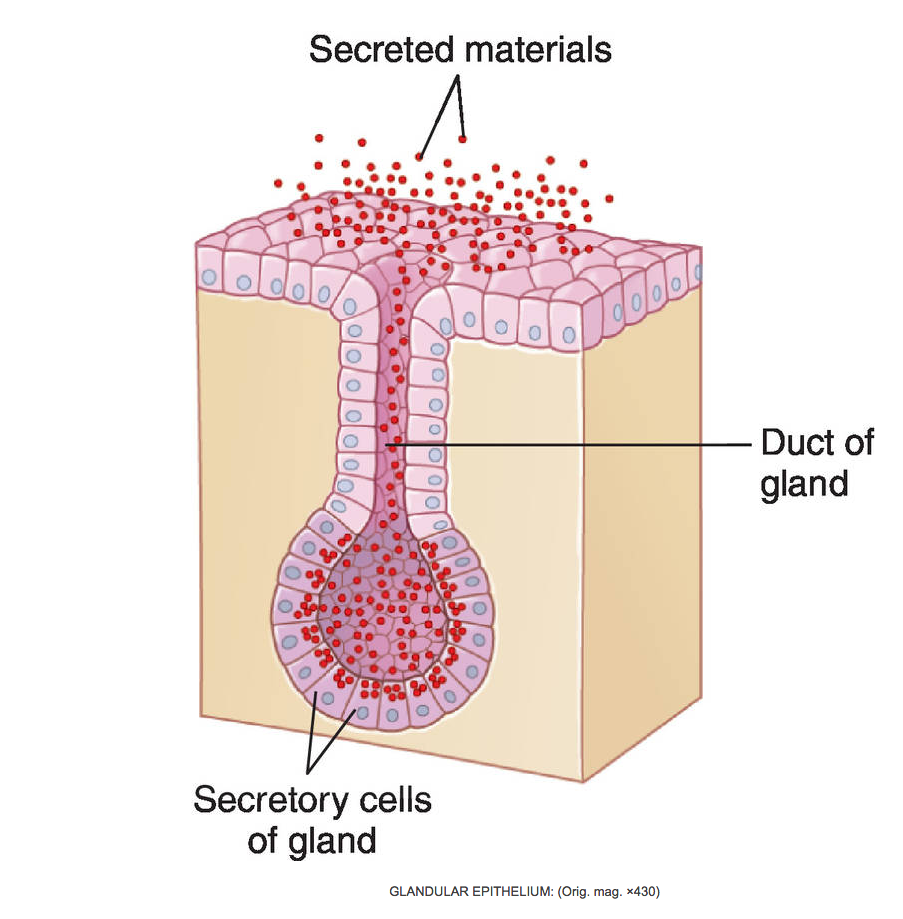 Secreted materials
Duct of
gland
Secretory cells
of gland
GLANDULAR EPITHELIUM: (Orig. mag. ×430)